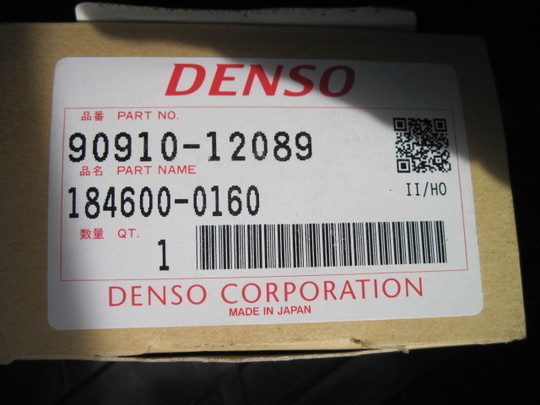 DENSO
品番 PART NO.
90910-12089
品名 PART NAME
184600-0160
II/HO
数量 QT.
1
DENSO CORPORATION
MADE IN JAPAN